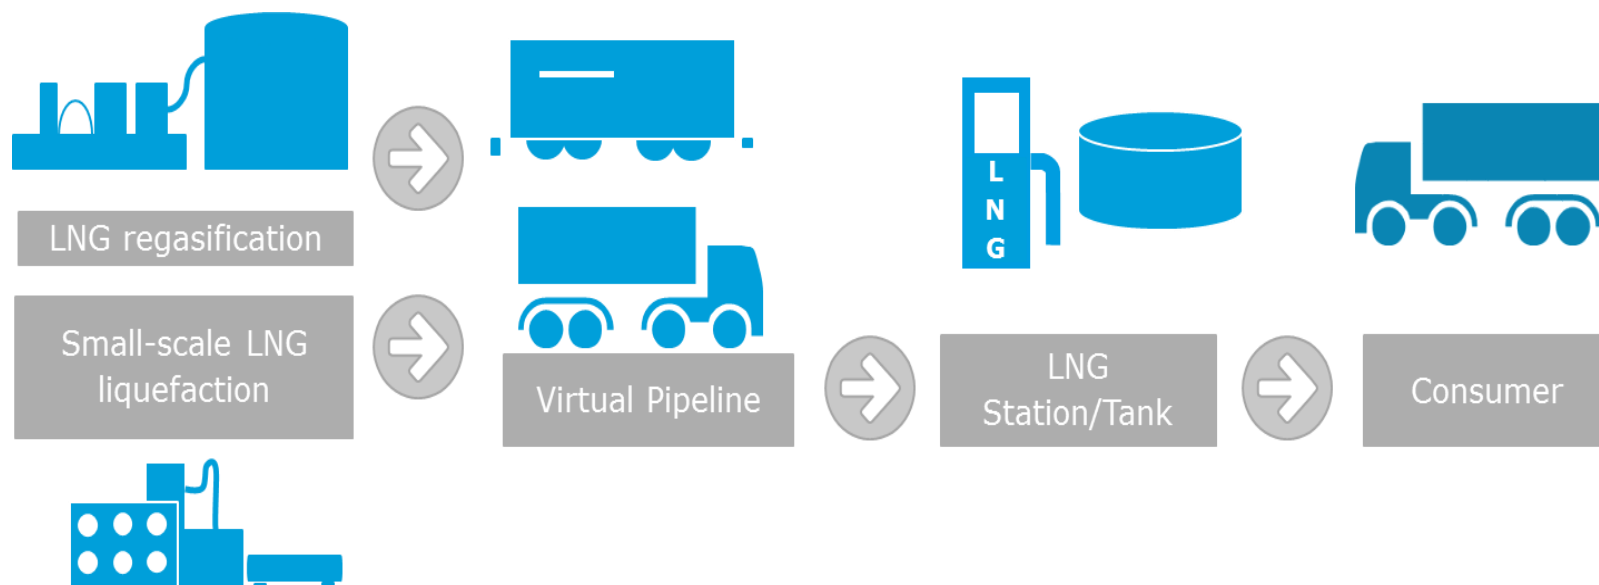 LNG regasification
Small-scale LNG
liquefaction
Virtual Pipeline
L
N
G
LNG
Station/Tank
Consumer